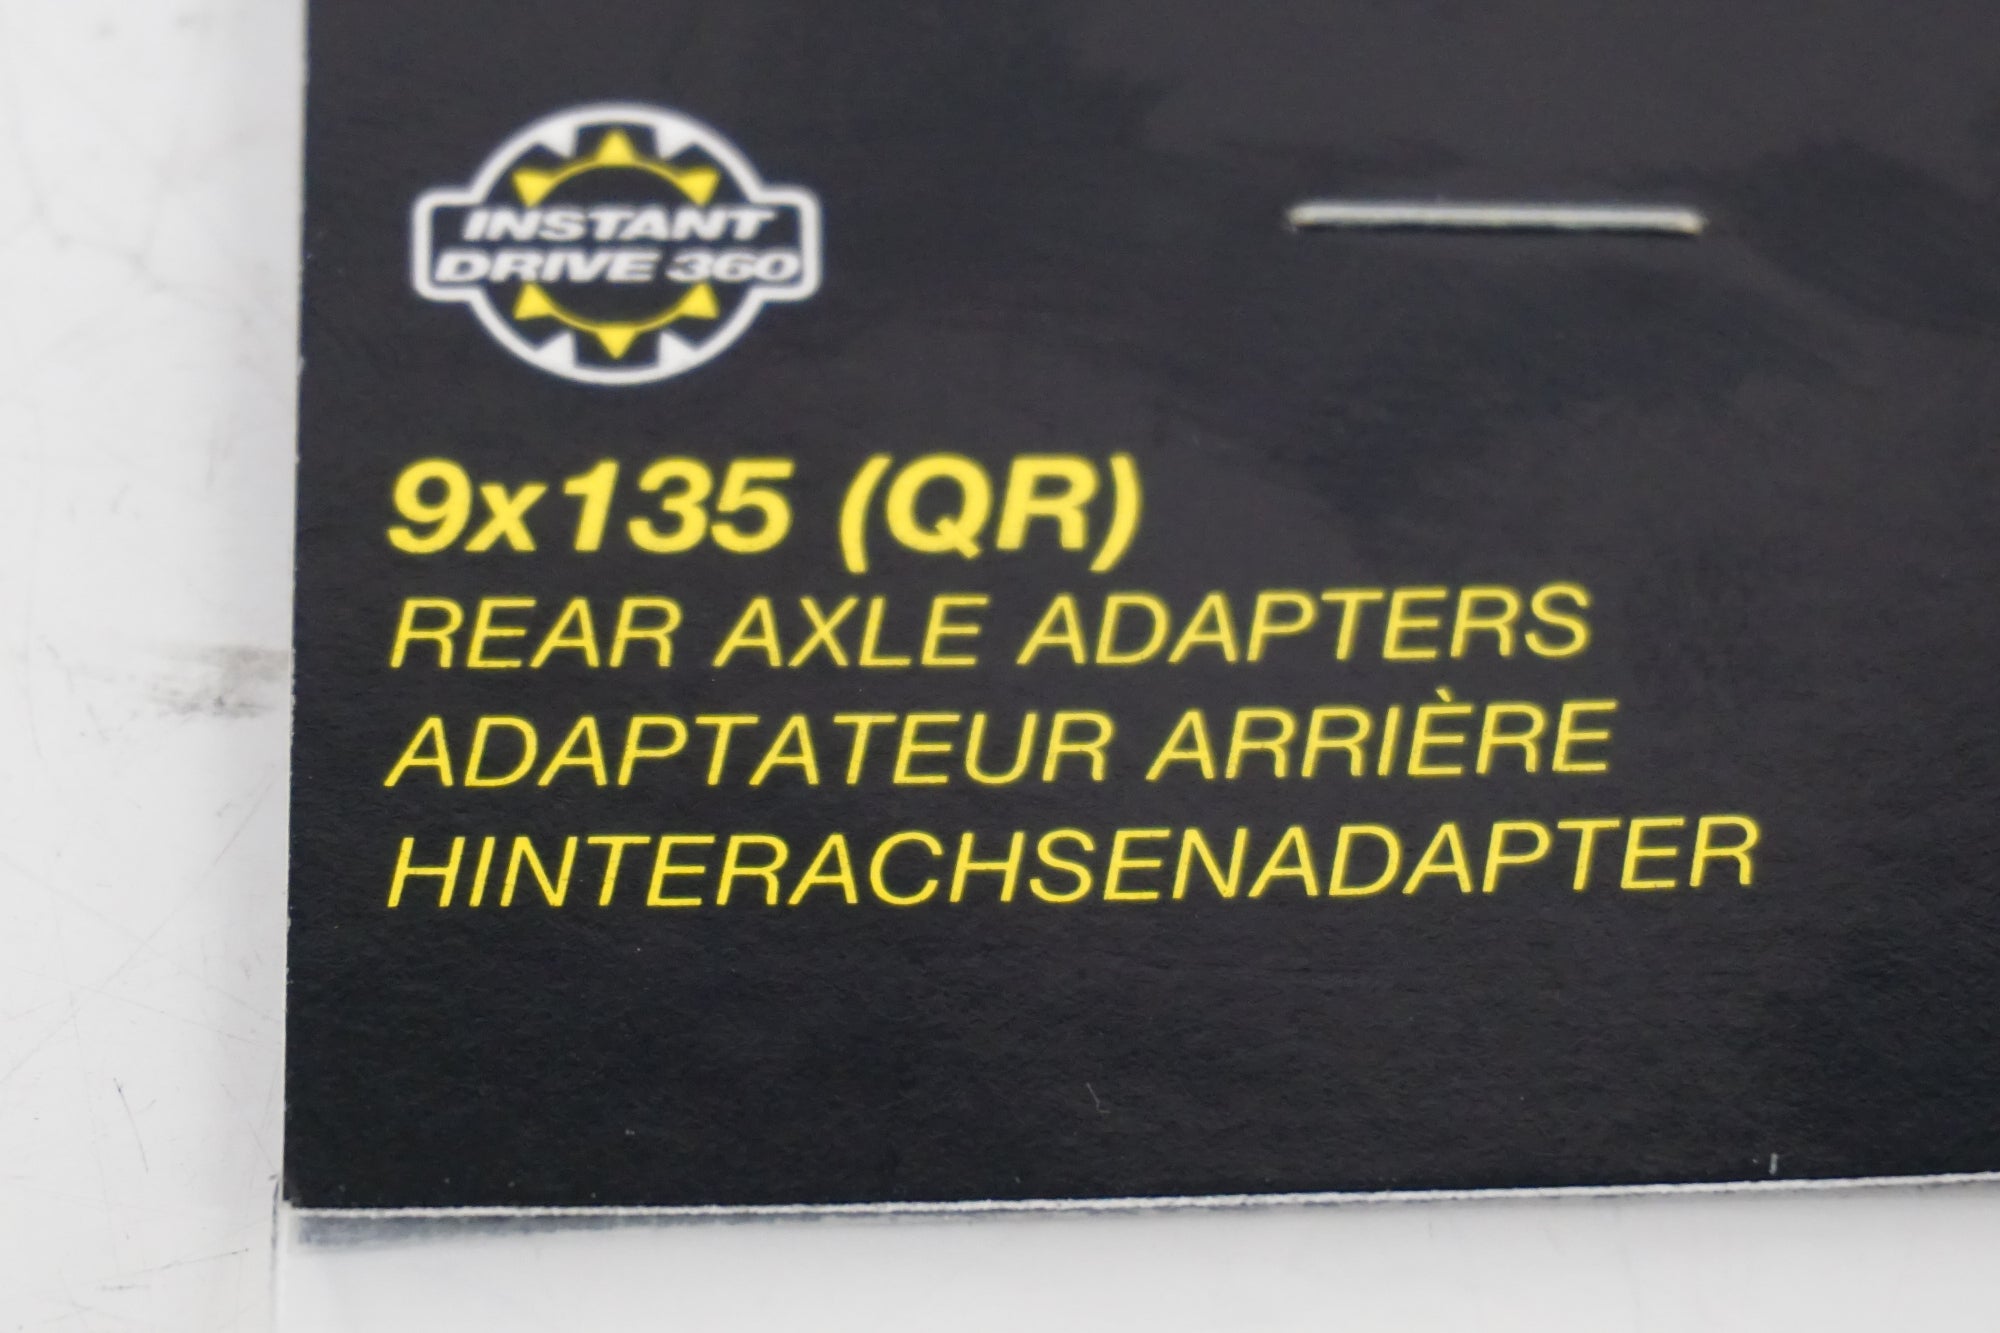 INSTANT
DRIVE 360
9x135 (QR)
REAR AXLE ADAPTERS
ADAPTATEUR ARRIÈRE
HINTERACHSENADAPTER